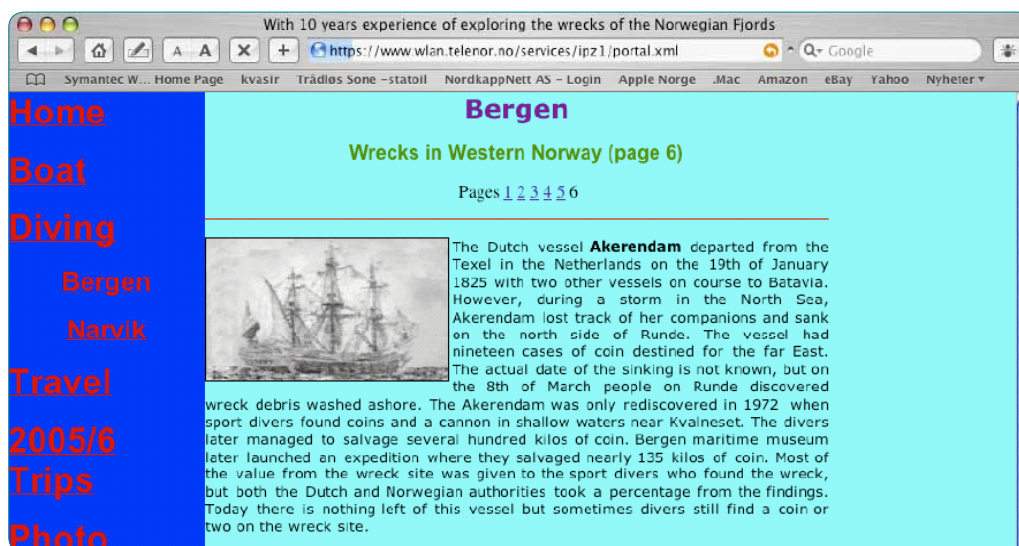 With 10 years experience of exploring the wrecks of the Norwegian Fjords
A A
https://www.wlan.telenor.no/services/ipz1/portal.xml
Google
Symantec W... Home Page kvasir Trådløs Sone -statoil NordkappNett AS - Login Apple Norge .Mac Amazon eBay Yahoo Nyheter
Home
Boat
Diving
Bergen
Narvik
Travel
2005/6
Trips
Photo
Bergen
Wrecks in Western Norway (page 6)
Pages 1 2 3 4 5 6
The Dutch vessel Akerendam departed from the
Texel in the Netherlands on the 19th of January
1825 with two other vessels on course to Batavia.
However, during a storm in the North Sea,
Akerendam lost track of her companions and sank
on the north side of Runde. The vessel had
nineteen cases of coin destined for the far East.
The actual date of the sinking is not known, but on
the 8th of March people on Runde discovered
wreck debris washed ashore. The Akerendam was only rediscovered in 1972 when
sport divers found coins and a cannon in shallow waters near Kvalneset. The divers
later managed to salvage several hundred kilos of coin. Bergen maritime museum
later launched an expedition where they salvaged nearly 135 kilos of coin. Most of
the value from the wreck site was given to the sport divers who found the wreck,
but both the Dutch and Norwegian authorities took a percentage from the findings.
Today there is nothing left of this vessel but sometimes divers still find a coin or
two on the wreck site.